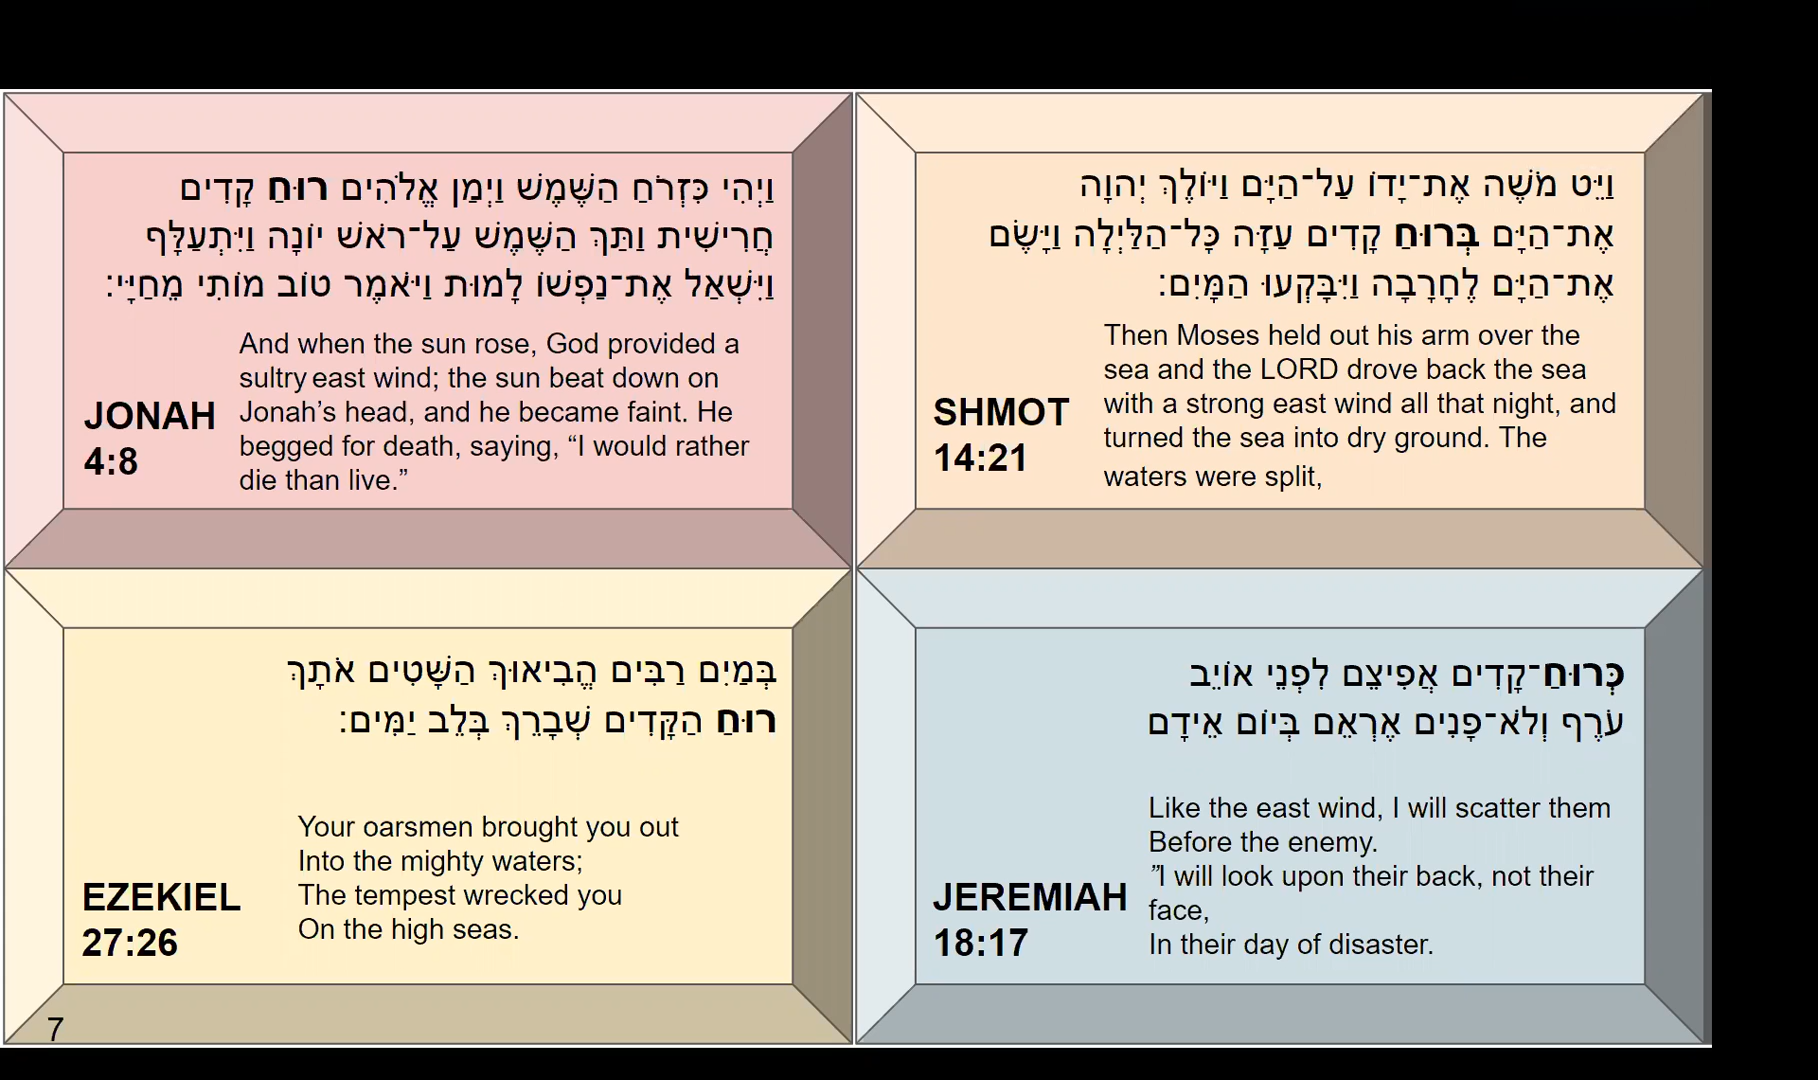 וַיְהִי כִּזְרֹחַ הַשֶּׁמֶשׁ וַיְמַן אֱלֹהִים רוּחַ קָדִים
חֲרִישִׁית וַתַּךְ הַשֶּׁמֶשׁ עַל־רֹאשׁ יוֹנָה וַיִּתְעַלָּף
וַיִּשְׁאַל אֶת־נַפְשׁוֹ לָמוּת וַיֹּאמֶר טוֹב מוֹתִי מֵחַיָּי׃
And when the sun rose, God provided a
sultry east wind; the sun beat down on
Jonah’s head, and he became faint. He
begged for death, saying, “I would rather
die than live.”
JONAH
4:8
וַיֵּט מֹשֶׁה אֶת־יָדוֹ עַל־הַיָּם וַיּוֹלֶךְ יְהוָה
אֶת־הַיָּם בְּרוּחַ קָדִים עַזָּה כָּל־הַלַּיְלָה וַיָּשֶׂם
אֶת־הַיָּם לֶחָרָבָה וַיִּבָּקְעוּ הַמָּיִם׃
Then Moses held out his arm over the
sea and the LORD drove back the sea
with a strong east wind all that night, and
turned the sea into dry ground. The
waters were split,
SHMOT
14:21
בְּמַיִם רַבִּים הֱבִיאוּךְ הַשָּׁטִים אֹתָךְ
רוּחַ הַקָּדִים שְׁבָרֵךְ בְּלֵב יַמִּים׃
Your oarsmen brought you out
Into the mighty waters;
The tempest wrecked you
On the high seas.
EZEKIEL
27:26
כְּרוּחַ־קָדִים אֲפִיצֵם לִפְנֵי אוֹיֵב
עֹרֶף וְלֹא־פָנִים אֶרְאֵם בְּיוֹם אֵידָם
Like the east wind, I will scatter them
Before the enemy.
”I will look upon their back, not their
face,
In their day of disaster.
JEREMIAH
18:17
7